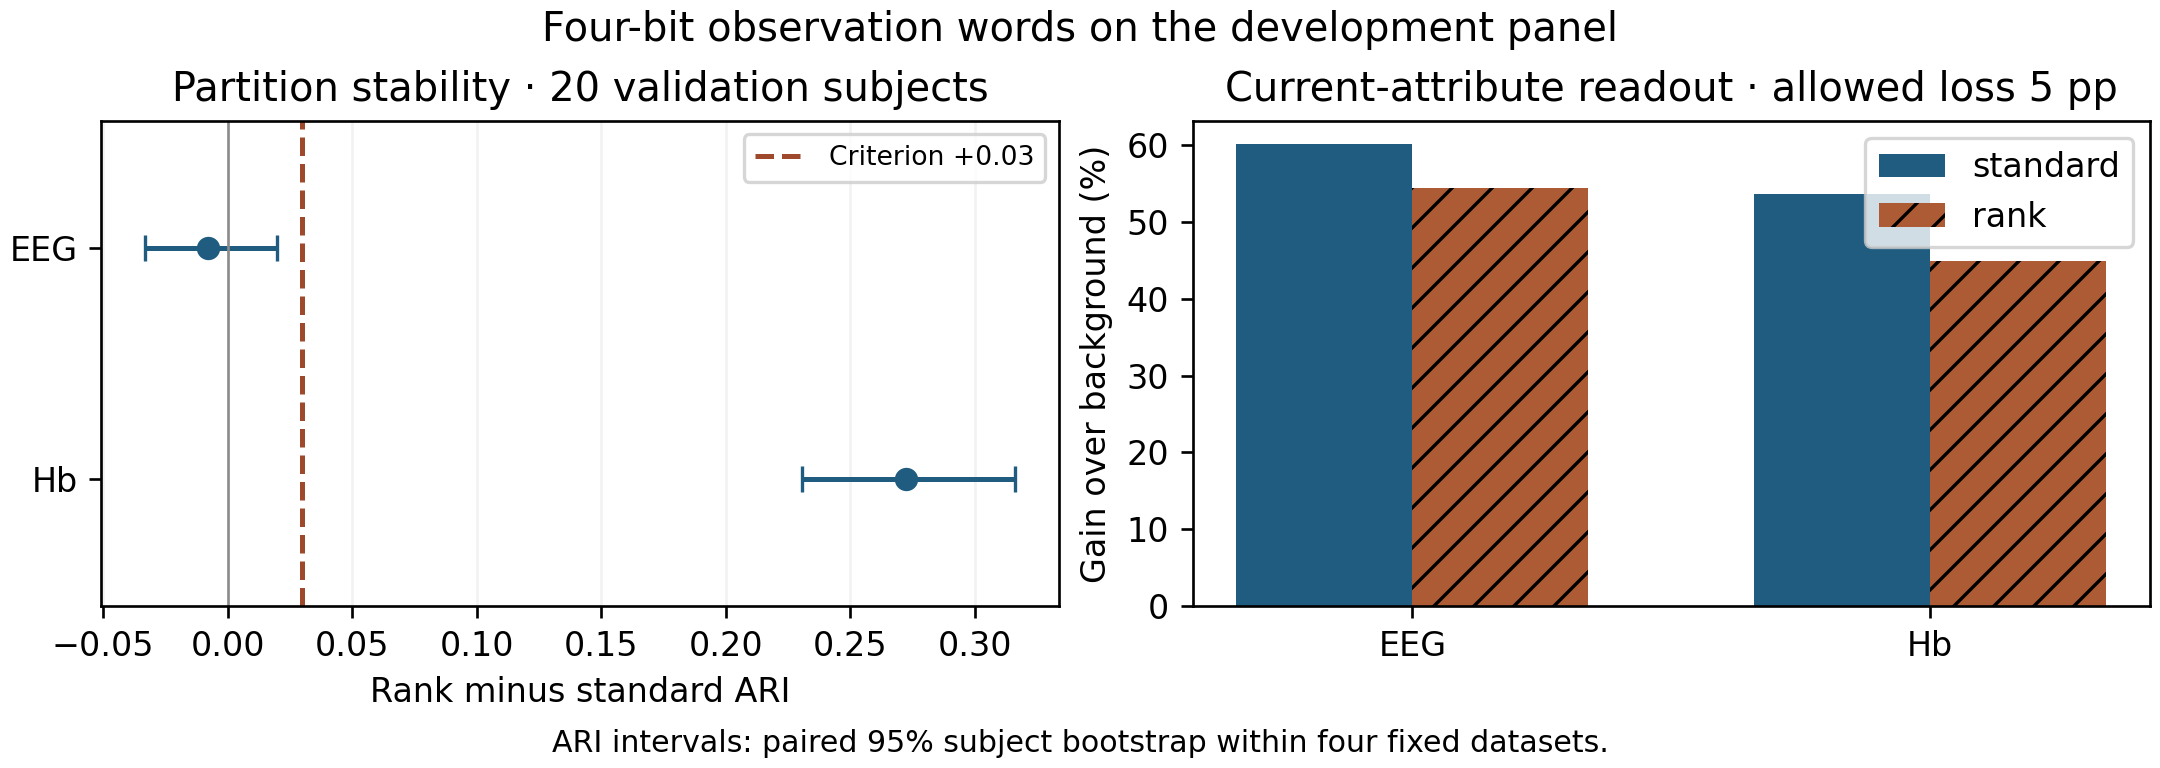 Four-bit observation words on the development panel
Partition stability · 20 validation subjects
Criterion +0.03
EEG
Hb
−0.05 0.00 0.05 0.10 0.15 0.20 0.25 0.30
Rank minus standard ARI
Current-attribute readout · allowed loss 5 pp
Gain over background (%)
60
50
40
30
20
10
0
standard
rank
EEG Hb
ARI intervals: paired 95% subject bootstrap within four fixed datasets.